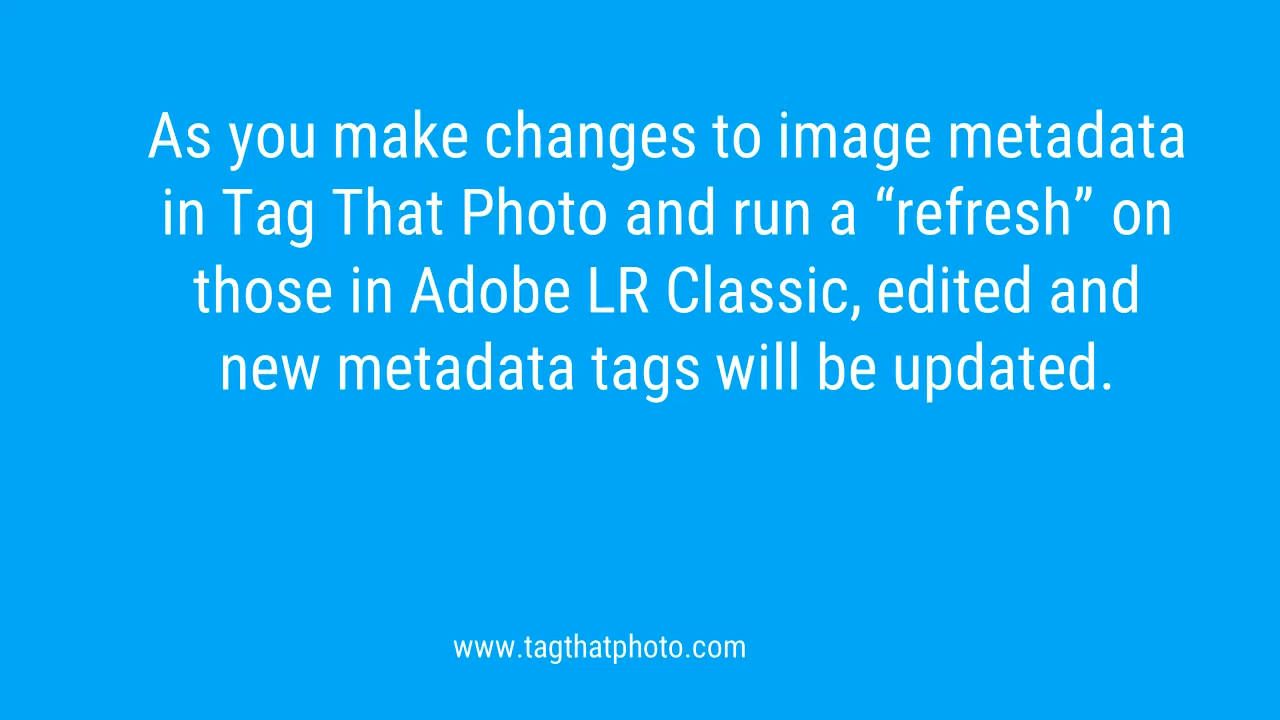 As you make changes to image metadata
in Tag That Photo and run a “refresh” on
those in Adobe LR Classic, edited and
new metadata tags will be updated.
www.tagthatphoto.com